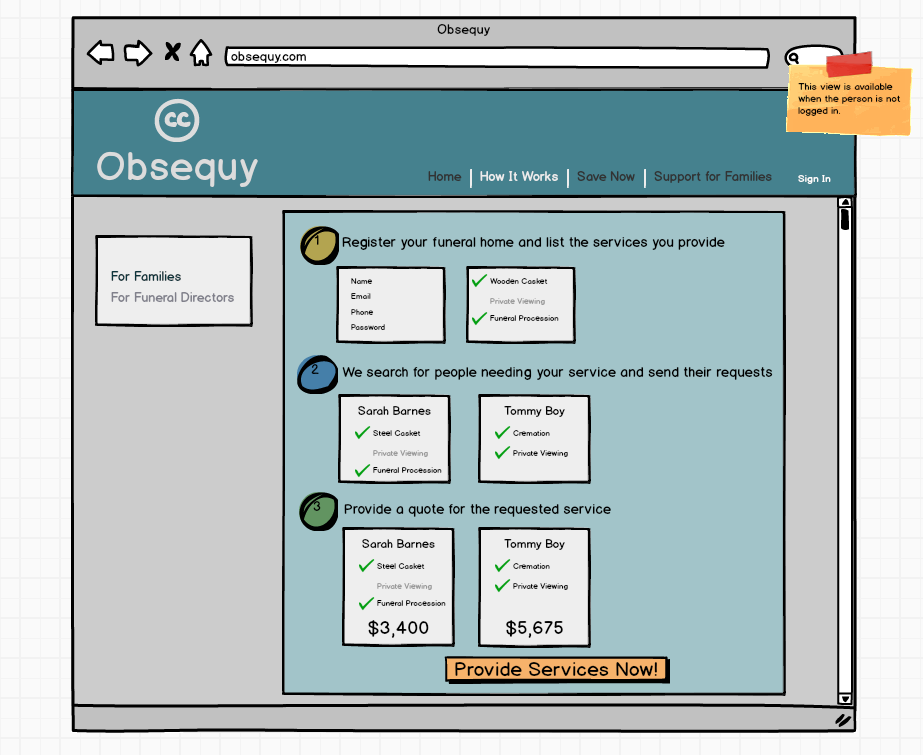 Obsequy
obsequy.com
This view is available
when the person is not
logged in.
cc
Obsequy
Home
How It Works
Save Now
Support for Families
Sign In
For Families
For Funeral Directors
1
Register your funeral home and list the services you provide
Name
Email
Phone
Password
Wooden Casket
Private Viewing
Funeral Procession
2
We search for people needing your service and send their requests
Sarah Barnes
Steel Casket
Private Viewing
Funeral Procession
Tommy Boy
Cremation
Private Viewing
3
Provide a quote for the requested service
Sarah Barnes
Steel Casket
Private Viewing
Funeral Procession
$3,400
Tommy Boy
Cremation
Private Viewing
$5,675
Provide Services Now!